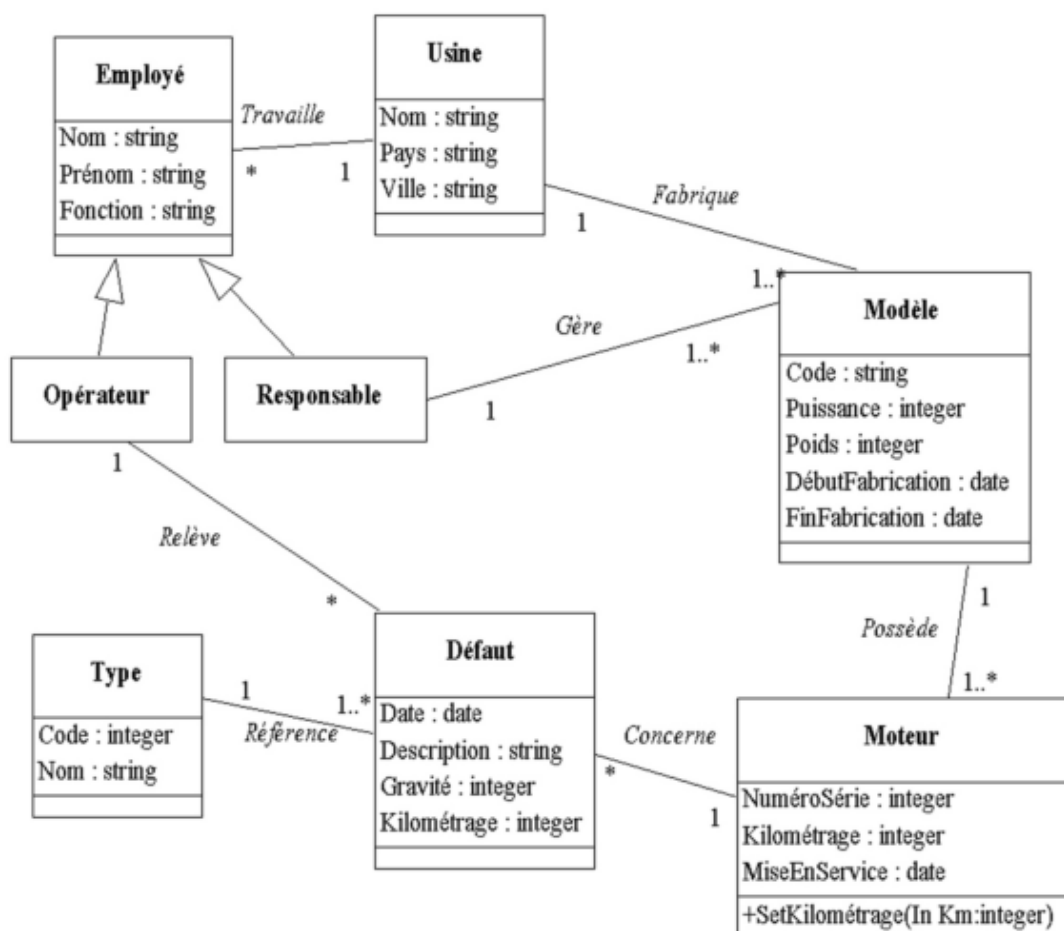 Employé
Nom : string
Prénom : string
Fonction : string
Travaille
*
1
Usine
Nom : string
Pays : string
Ville : string
1
Fabrique
1..*
Modèle
Code : string
Puissance : integer
Poids : integer
DébutFabrication : date
FinFabrication : date
Opérateur
Responsable
Gère
1
1..*
1
Relève
*
1
Possède
1..*
Type
Code : integer
Nom : string
1
Référence
1..*
Défaut
Date : date
Description : string
Gravité : integer
Kilométrage : integer
Concerne
*
1
Moteur
NuméroSérie : integer
Kilométrage : integer
MiseEnService : date
+SetKilométrage(In Km:integer)